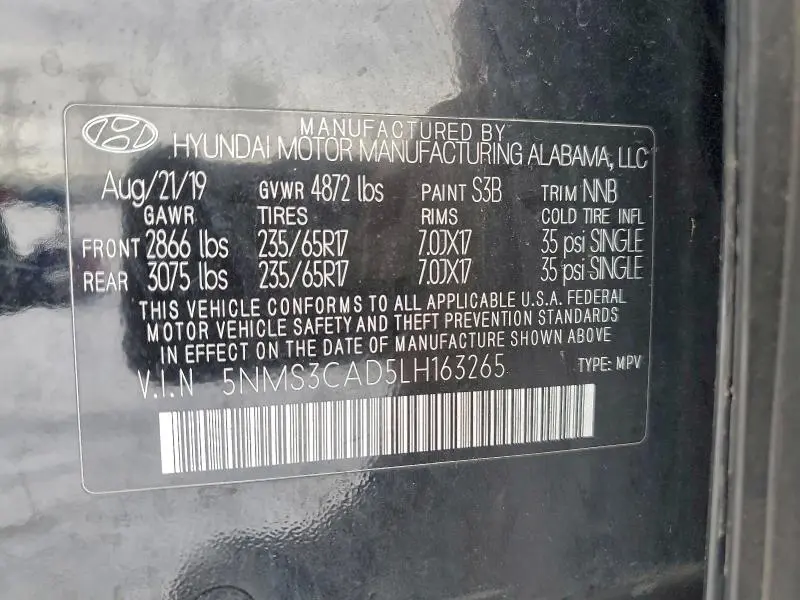 MANUFACTURED BY
HYUNDAI MOTOR MANUFACTURING ALABAMA, LLC
Aug/21/19 GVWR 4872 lbs PAINT S3B TRIM NNB
GAWR TIRES RIMS COLD TIRE INFL
FRONT 2866 lbs 235/65R17 7.0JX17 35 psi SINGLE
REAR 3075 lbs 235/65R17 7.0JX17 35 psi SINGLE
THIS VEHICLE CONFORMS TO ALL APPLICABLE U.S.A. FEDERAL
MOTOR VEHICLE SAFETY AND THEFT PREVENTION STANDARDS
IN EFFECT ON THE DATE OF MANUFACTURE SHOWN ABOVE
V.I.N 5NMS3CAD5LH163265 TYPE: MPV